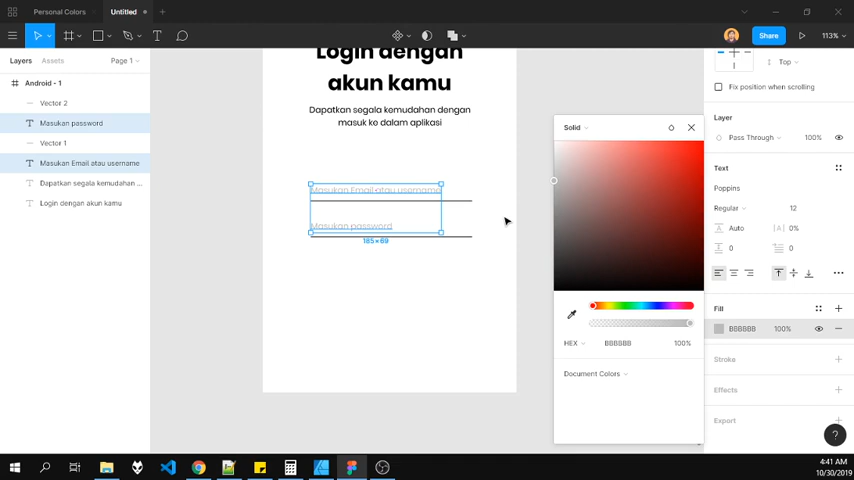 Personal Colors
Untitled
Share
113%
Layers
Assets
Page 1
Android - 1
Vector 2
Masukan password
Vector 1
Masukan Email atau username
Dapatkan segala kemudahan ...
Login dengan akun kamu
Login dengan
akun kamu
Dapatkan segala kemudahan dengan
masuk ke dalam aplikasi
Masukan Email atau username
Masukan password
185×69
Solid
HEX
BBBBBB
100%
Document Colors
Top
Fix position when scrolling
Layer
Pass Through
100%
Text
Poppins
Regular
12
Auto
|A|
0%
0
0
Fill
BBBBBB
100%
Stroke
Effects
Export
?
4:41 AM
10/30/2019